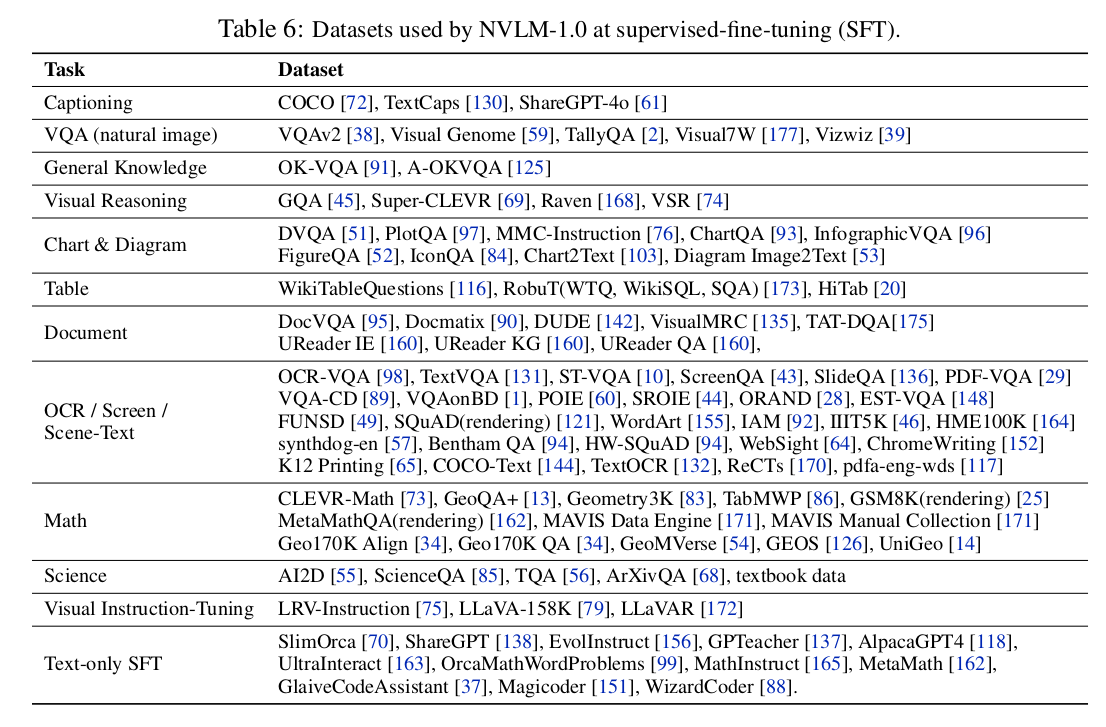 Table 6: Datasets used by NVLM-1.0 at supervised-fine-tuning (SFT).
Task Dataset
Captioning COCO [72], TextCaps [130], ShareGPT-4o [61]
VQA (natural image) VQAv2 [38], Visual Genome [59], TallyQA [2], Visual7W [177], Vizwiz [39]
General Knowledge OK-VQA [91], A-OKVQA [125]
Visual Reasoning GQA [45], Super-CLEVR [69], Raven [168], VSR [74]
Chart & Diagram DVQA [51], PlotQA [97], MMC-Instruction [76], ChartQA [93], InfographicVQA [96]
FigureQA [52], IconQA [84], Chart2Text [103], Diagram Image2Text [53]
Table WikiTableQuestions [116], RobuT(WTQ, WikiSQL, SQA) [173], HiTab [20]
Document DocVQA [95], Docmatix [90], DUDE [142], VisualMRC [135], TAT-DQA[175]
UReader IE [160], UReader KG [160], UReader QA [160],
OCR / Screen /
Scene-Text
OCR-VQA [98], TextVQA [131], ST-VQA [10], ScreenQA [43], SlideQA [136], PDF-VQA [29]
VQA-CD [89], VQAonBD [1], POIE [60], SROIE [44], ORAND [28], EST-VQA [148]
FUNSD [49], SQuAD(rendering) [121], WordArt [155], IAM [92], IIIT5K [46], HME100K [164]
synthdog-en [57], Bentham QA [94], HW-SQuAD [94], WebSight [64], ChromeWriting [152]
K12 Printing [65], COCO-Text [144], TextOCR [132], ReCTs [170], pdfa-eng-wds [117]
Math CLEVR-Math [73], GeoQA+ [13], Geometry3K [83], TabMWP [86], GSM8K(rendering) [25]
MetaMathQA(rendering) [162], MAVIS Data Engine [171], MAVIS Manual Collection [171]
Geo170K Align [34], Geo170K QA [34], GeoMVerse [54], GEOS [126], UniGeo [14]
Science AI2D [55], ScienceQA [85], TQA [56], ArXivQA [68], textbook data
Visual Instruction-Tuning LRV-Instruction [75], LLaVA-158K [79], LLaVAR [172]
Text-only SFT SlimOrca [70], ShareGPT [138], EvolInstruct [156], GPTeacher [137], AlpacaGPT4 [118],
UltraInteract [163], OrcaMathWordProblems [99], MathInstruct [165], MetaMath [162],
GlaiveCodeAssistant [37], Magicoder [151], WizardCoder [88].